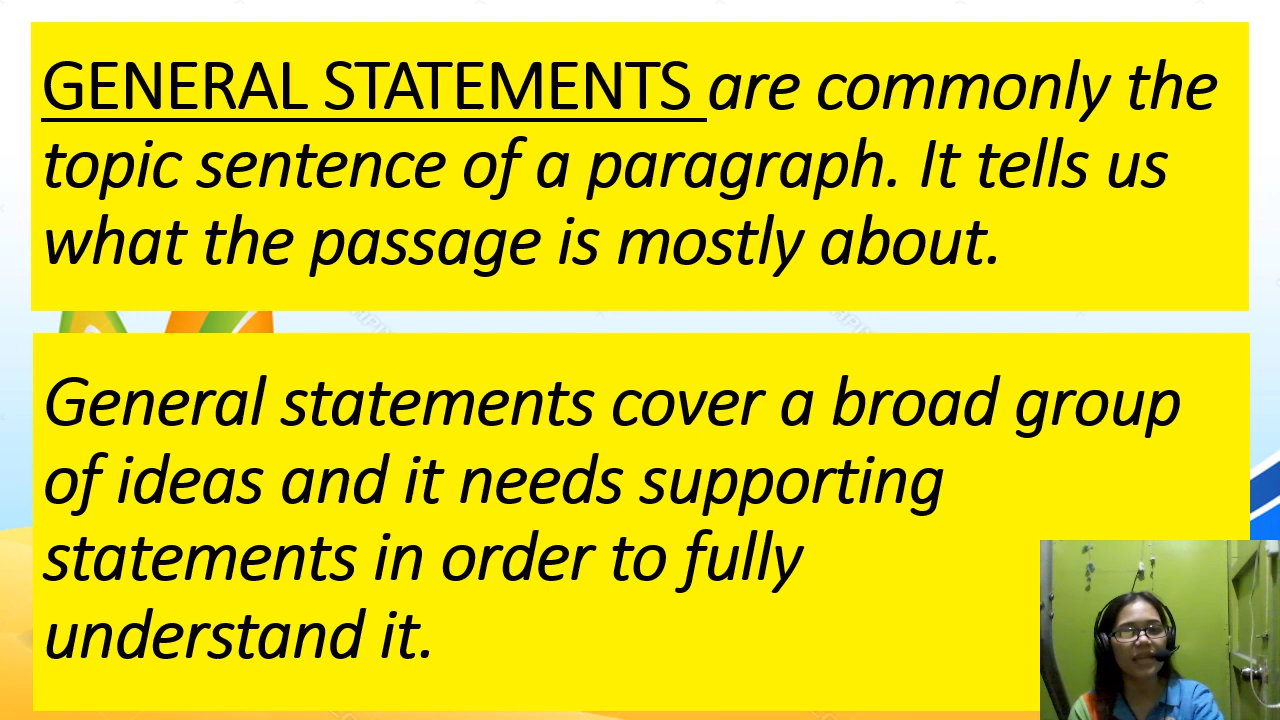 GENERAL STATEMENTS are commonly the
topic sentence of a paragraph. It tells us
what the passage is mostly about.
General statements cover a broad group
of ideas and it needs supporting
statements in order to fully
understand it.